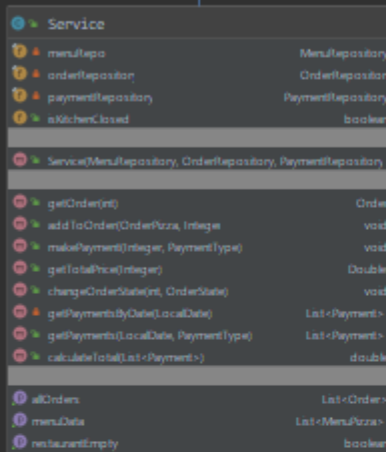 Service
menuRepo MenuRepository
orderRepository OrderRepository
paymentRepository PaymentRepository
isKitchenClosed boolean
Service(MenuRepository, OrderRepository, PaymentRepository
getOrder(int) Order
addToOrder(OrderPizza, Integer void
makePayment(Integer, PaymentType) void
getTotalPrice(Integer) Double
changeOrderState(int, OrderState) void
getPaymentsByDate(LocalDate) List<Payment>
getPayments(LocalDate, PaymentType) List<Payment>
calculateTotal(List<Payment>) double
allOrders List<Order>
menuData List<MenuPizza>
restaurantEmpty boolean